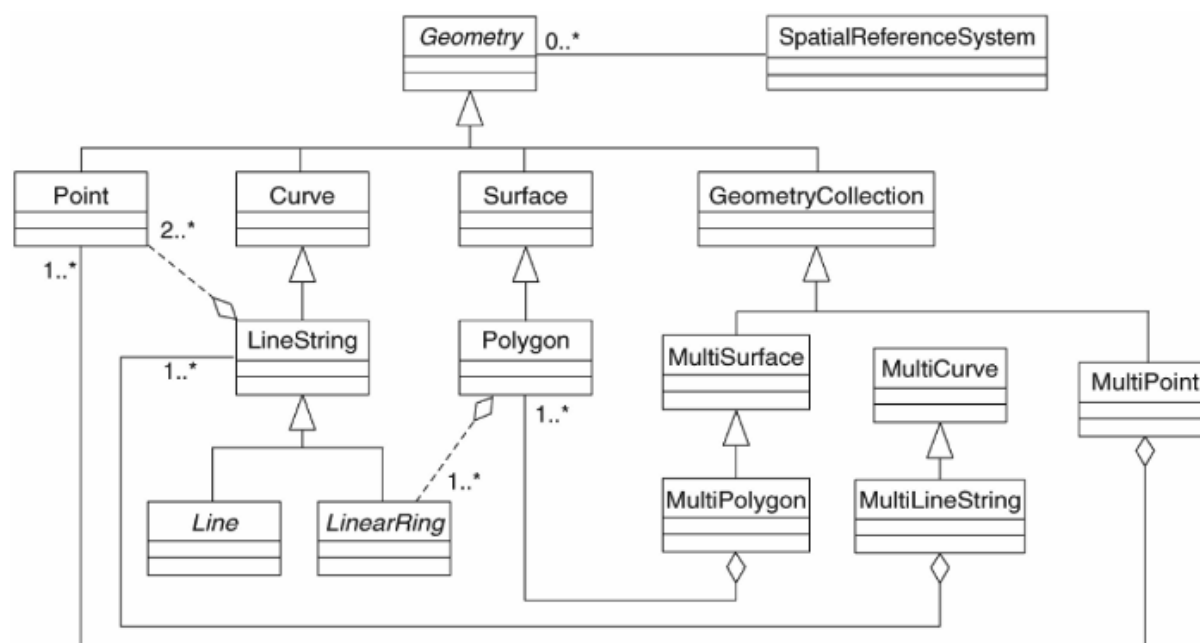 Geometry
0..*
SpatialReferenceSystem
Point
Curve
Surface
GeometryCollection
2..*
1..*
LineString
Polygon
MultiSurface
MultiCurve
MultiPoint
1..*
1..*
1..*
Line
LinearRing
MultiPolygon
MultiLineString